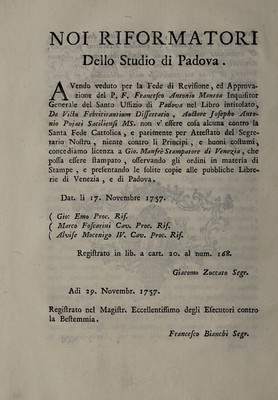 NOI RIFORMATORI
Dello Studio di Padova.
AVendo veduto per la Fede di Revisione, ed Approva-
zione del P. F. Francesco Antonio Mantoa Inquisitor
Generale del Santo Uffizio di Padova nel Libro intitolato,
De Villa Fabriciarium Dissertatio, Auctore Josepho Anto-
nio Pujati Sacilienſi MS. non v'essere cosa alcuna contro la
Santa Fede Cattolica, e parimente per Attestato del Segre-
tario Nostro, niente contro li Principi, e buoni costumi,
concediamo licenza a Gio. Manfrè Stampatore di Venezia, che
possa essere stampato, osservando gli ordini in materia di
Stampe, e presentando le solite copie alle pubbliche Libre-
rie di Venezia, e di Padova.
Dat. li 17. Novembre 1757.
( Gio: Emo Proc. Rif.
( Marco Foscarini Cav. Proc. Rif.
( Alvise Mocenigo IV. Cav. Proc. Rif.
Registrato in lib. a cart. 20. al num. 168.
Giacomo Zuccato Segr.
Adi 29. Novembr. 1757.
Registrato nel Magistr. Eccellentissimo degli Esecutori contro
la Bestemmia.
Francesco Bianchi Segr.